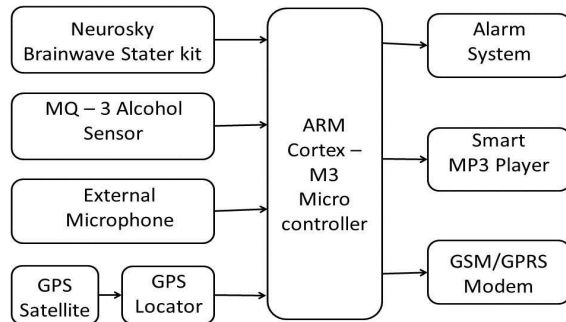 Neurosky
Brainwave Stater kit
MQ – 3 Alcohol
Sensor
External
Microphone
GPS
Satellite
GPS
Locator
ARM
Cortex –
M3
Micro
controller
Alarm
System
Smart
MP3 Player
GSM/GPRS
Modem